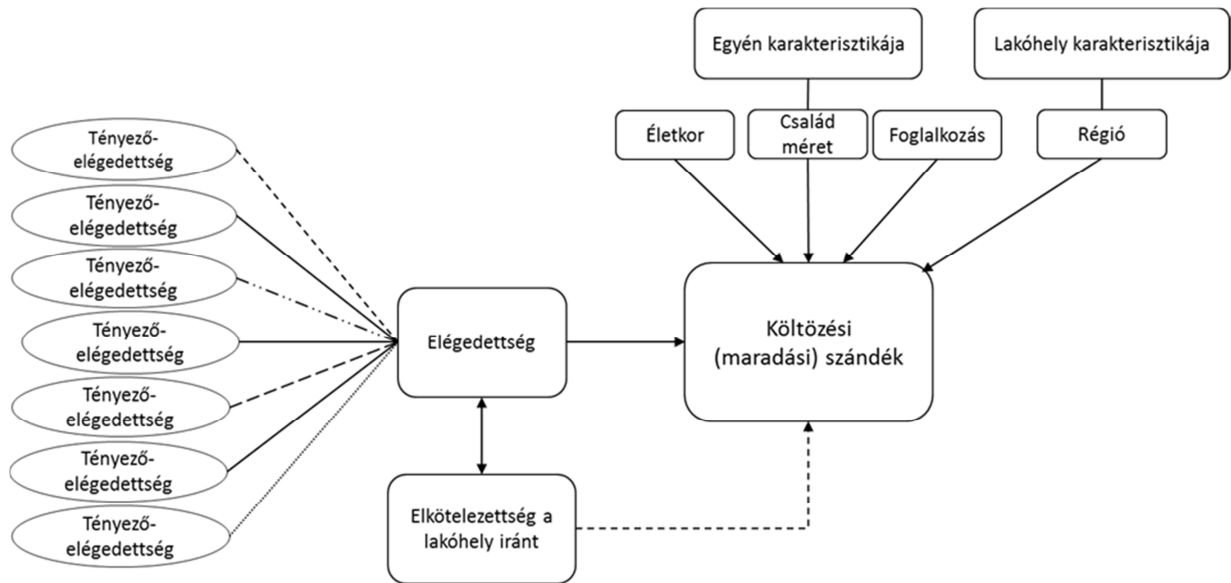 Egyén karakterisztikája
Lakóhely karakterisztikája
Életkor
Család
méret
Foglalkozás
Régió
Tényező-
elégedettség
Tényező-
elégedettség
Tényező-
elégedettség
Tényező-
elégedettség
Tényező-
elégedettség
Tényező-
elégedettség
Tényező-
elégedettség
Elégedettség
Költözési
(maradási) szándék
Elkötelezettség a
lakóhely iránt